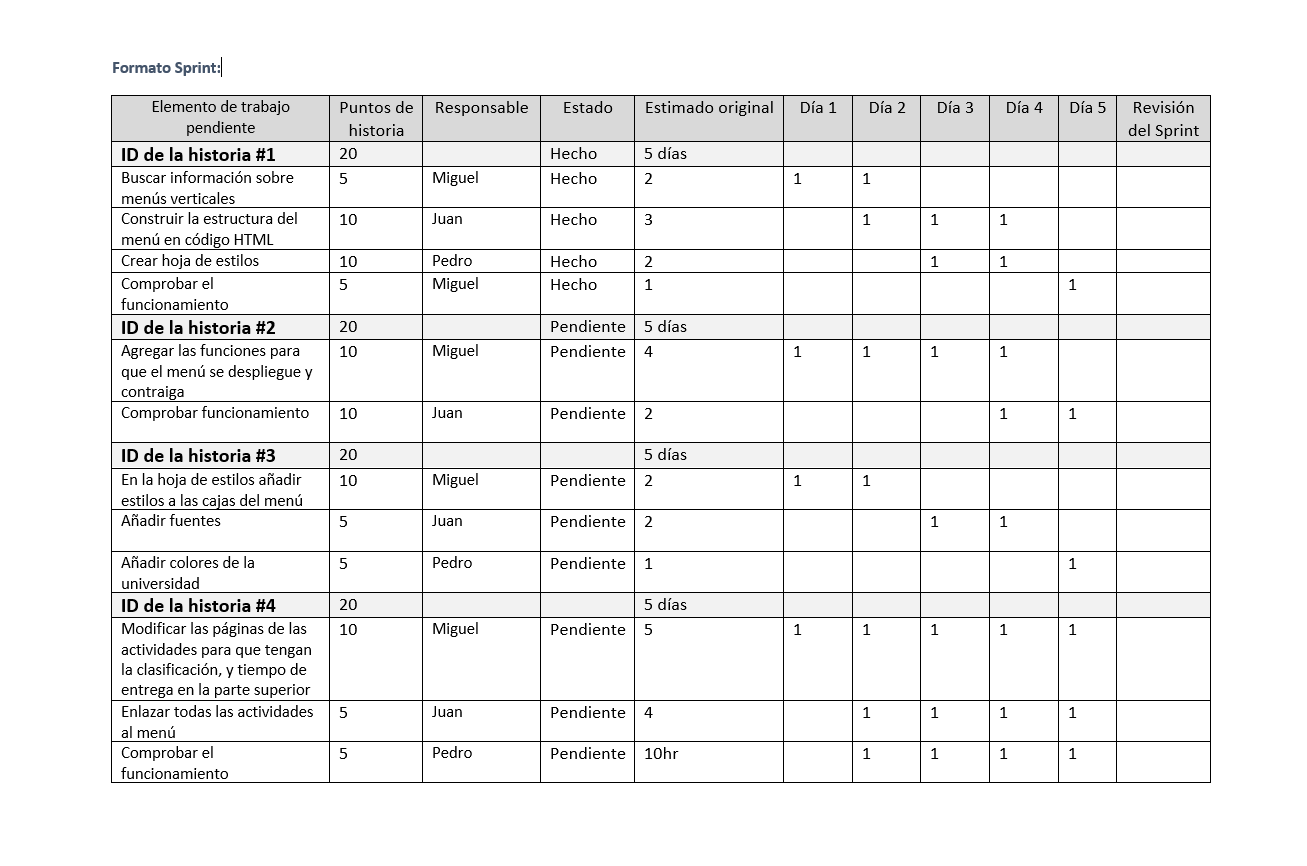 Formato Sprint:
Elemento de trabajo pendiente | Puntos de historia | Responsable | Estado | Estimado original | Día 1 | Día 2 | Día 3 | Día 4 | Día 5 | Revisión del Sprint
ID de la historia #1 | 20 | | Hecho | 5 días | | | | | |
Buscar información sobre menús verticales | 5 | Miguel | Hecho | 2 | 1 | 1 | | | |
Construir la estructura del menú en código HTML | 10 | Juan | Hecho | 3 | | 1 | 1 | 1 | |
Crear hoja de estilos | 10 | Pedro | Hecho | 2 | | | 1 | 1 | |
Comprobar el funcionamiento | 5 | Miguel | Hecho | 1 | | | | | 1 |
ID de la historia #2 | 20 | | Pendiente | 5 días | | | | | |
Agregar las funciones para que el menú se despliegue y contraiga | 10 | Miguel | Pendiente | 4 | 1 | 1 | 1 | 1 | |
Comprobar funcionamiento | 10 | Juan | Pendiente | 2 | | | | 1 | 1 |
ID de la historia #3 | 20 | | | 5 días | | | | | |
En la hoja de estilos añadir estilos a las cajas del menú | 10 | Miguel | Pendiente | 2 | 1 | 1 | | | |
Añadir fuentes | 5 | Juan | Pendiente | 2 | | | 1 | 1 | |
Añadir colores de la universidad | 5 | Pedro | Pendiente | 1 | | | | | 1 |
ID de la historia #4 | 20 | | | 5 días | | | | | |
Modificar las páginas de las actividades para que tengan la clasificación, y tiempo de entrega en la parte superior | 10 | Miguel | Pendiente | 5 | 1 | 1 | 1 | 1 | 1 |
Enlazar todas las actividades al menú | 5 | Juan | Pendiente | 4 | | 1 | 1 | 1 | 1 |
Comprobar el funcionamiento | 5 | Pedro | Pendiente | 10hr | | 1 | 1 | 1 | 1 |